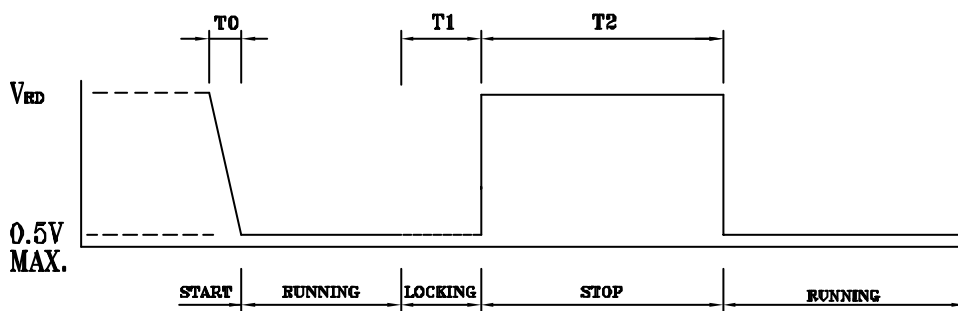 T0 T1 T2
VRD
0.5V
MAX.
START RUNNING LOCKING STOP RUNNING